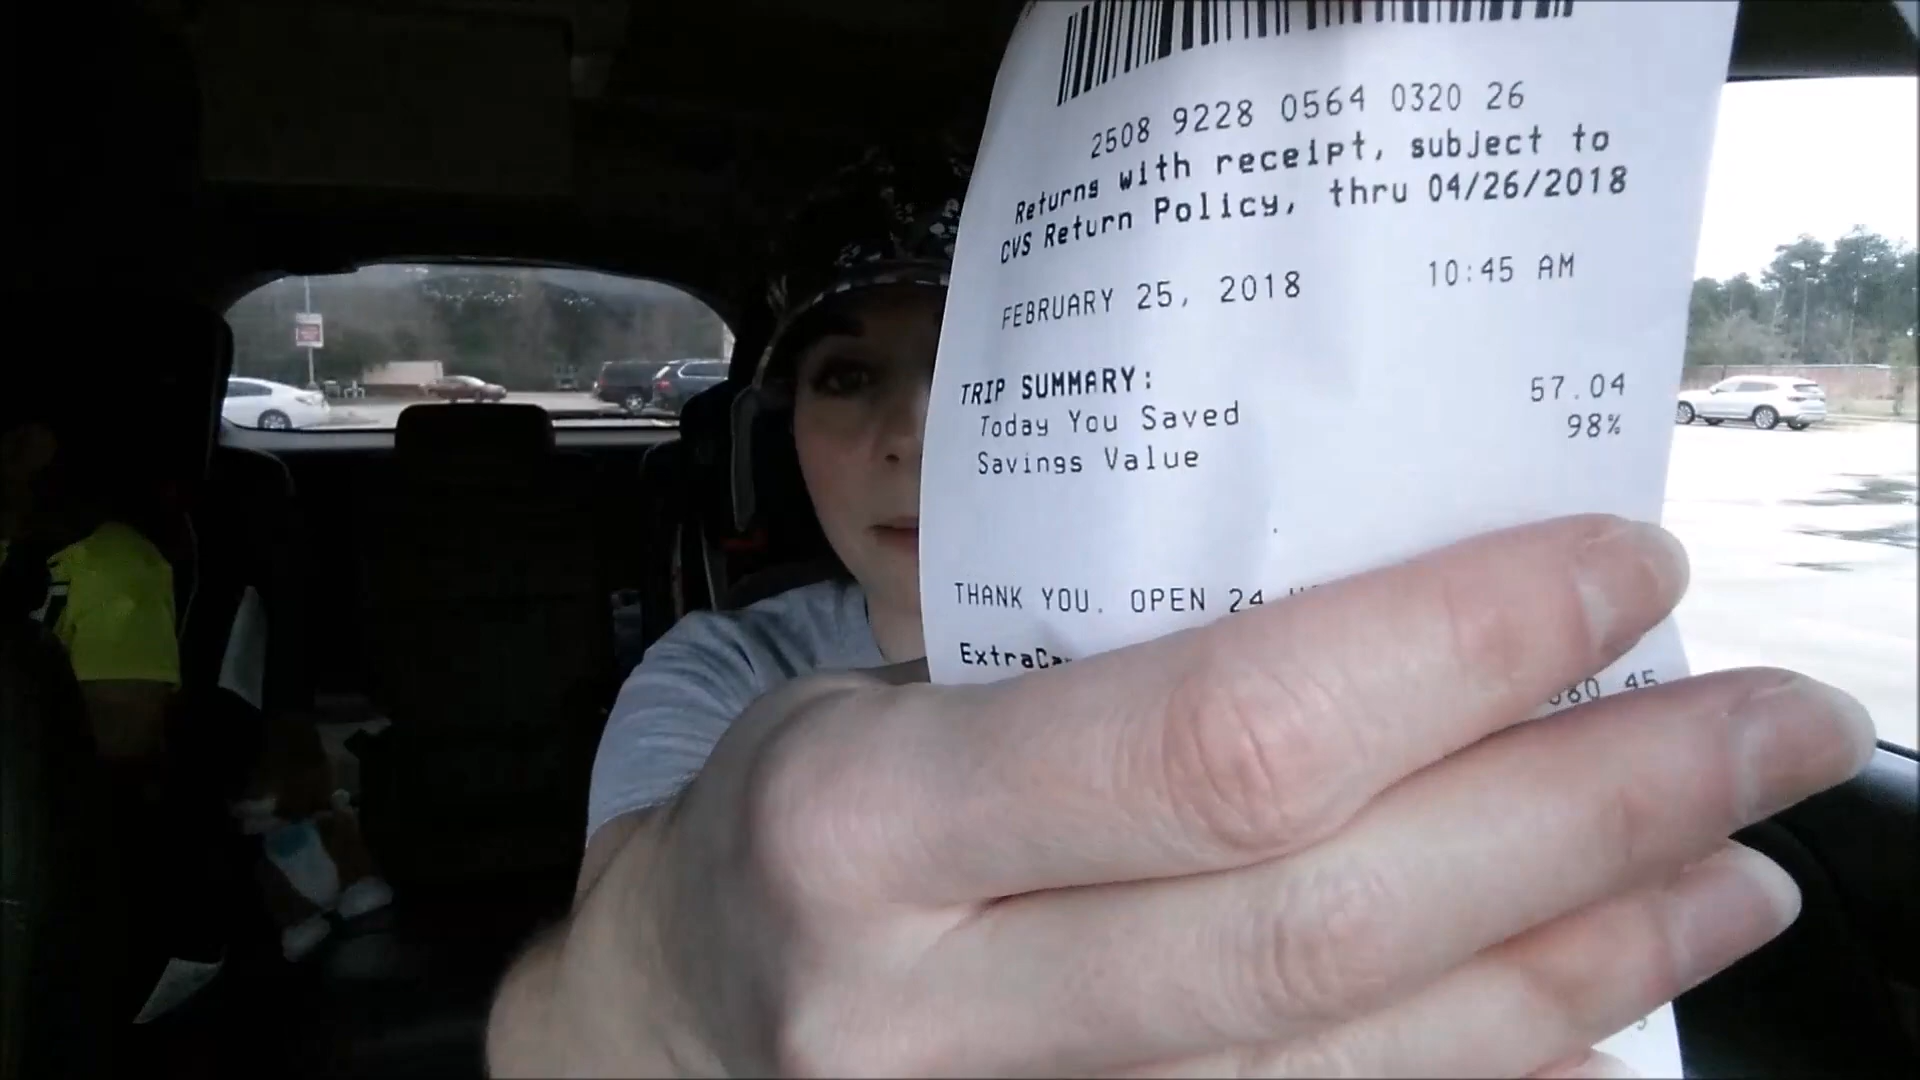 2508 9228 0564 0320 26
Returns with receipt, subject to
CVS Return Policy, thru 04/26/2018
FEBRUARY 25, 2018 10:45 AM
TRIP SUMMARY:
Today You Saved 57.04
Savings Value 98%
THANK YOU. OPEN 24